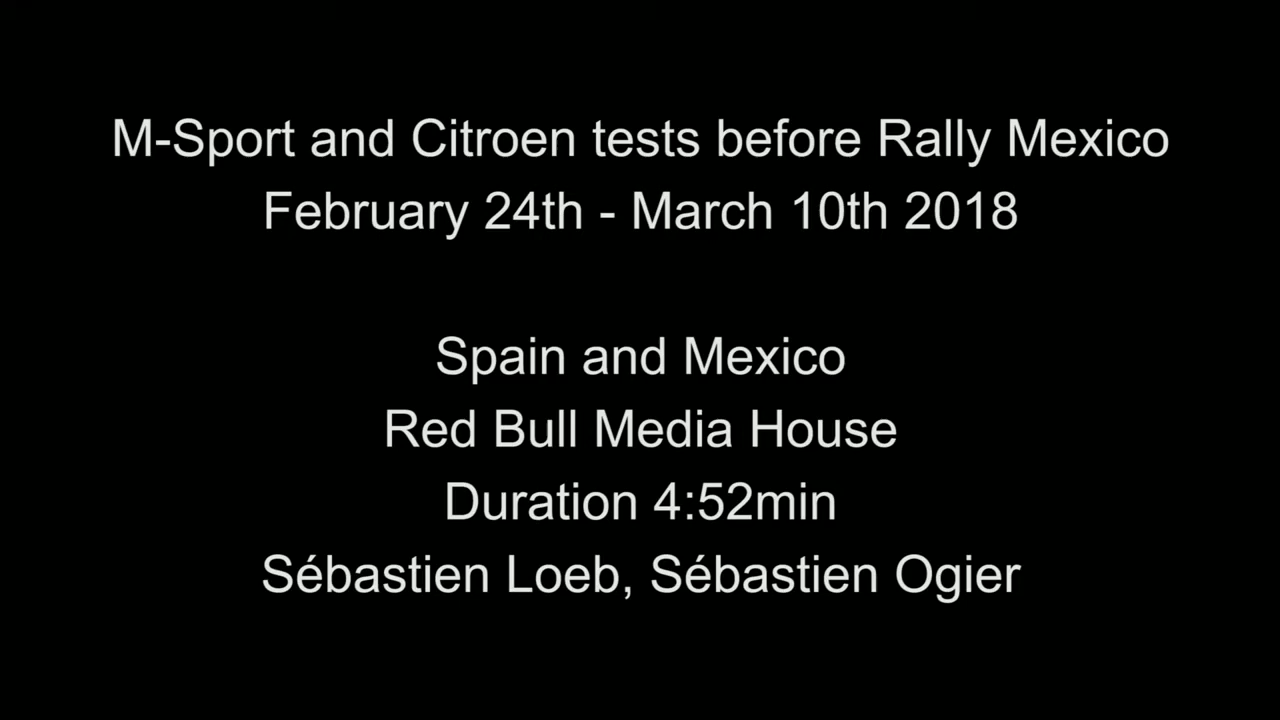 M-Sport and Citroen tests before Rally Mexico
February 24th - March 10th 2018
Spain and Mexico
Red Bull Media House
Duration 4:52min
Sébastien Loeb, Sébastien Ogier